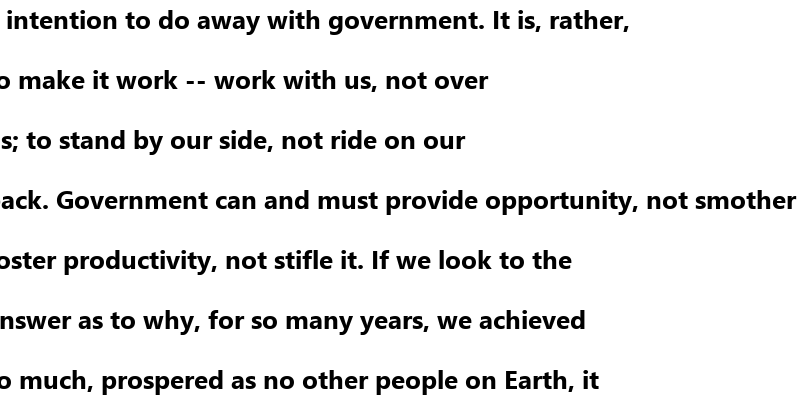 intention to do away with government. It is, rather,
o make it work -- work with us, not over
s; to stand by our side, not ride on our
ack. Government can and must provide opportunity, not smother
oster productivity, not stifle it. If we look to the
nswer as to why, for so many years, we achieved
o much, prospered as no other people on Earth, it